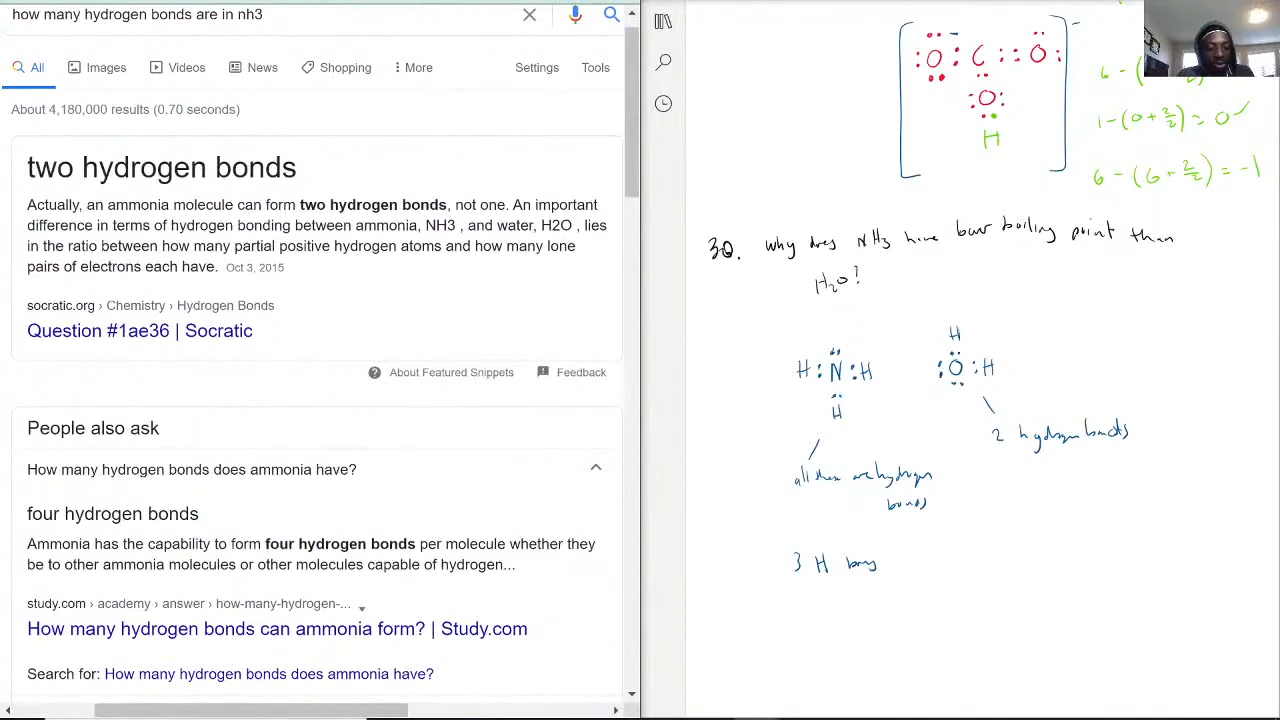 how many hydrogen bonds are in nh3
All
Images
Videos
News
Shopping
More
Settings
Tools
About 4,180,000 results (0.70 seconds)
two hydrogen bonds
Actually, an ammonia molecule can form two hydrogen bonds, not one. An important
difference in terms of hydrogen bonding between ammonia, NH3 , and water, H2O , lies
in the ratio between how many partial positive hydrogen atoms and how many lone
pairs of electrons each have. Oct 3, 2015
socratic.org › Chemistry › Hydrogen Bonds
Question #1ae36 | Socratic
About Featured Snippets
Feedback
People also ask
How many hydrogen bonds does ammonia have?
four hydrogen bonds
Ammonia has the capability to form four hydrogen bonds per molecule whether they
be to other ammonia molecules or other molecules capable of hydrogen...
study.com › academy › answer › how-many-hydrogen-...
How many hydrogen bonds can ammonia form? | Study.com
Search for: How many hydrogen bonds does ammonia have?
O C O
O
H
1-(0+2/2)=0
6-(6+2/2)=-1
30. Why does NH3 have lower boiling point than
H2O?
H
H N H
O H
H
2 hydrogen bonds
all these are hydrogen
bonds
3 H